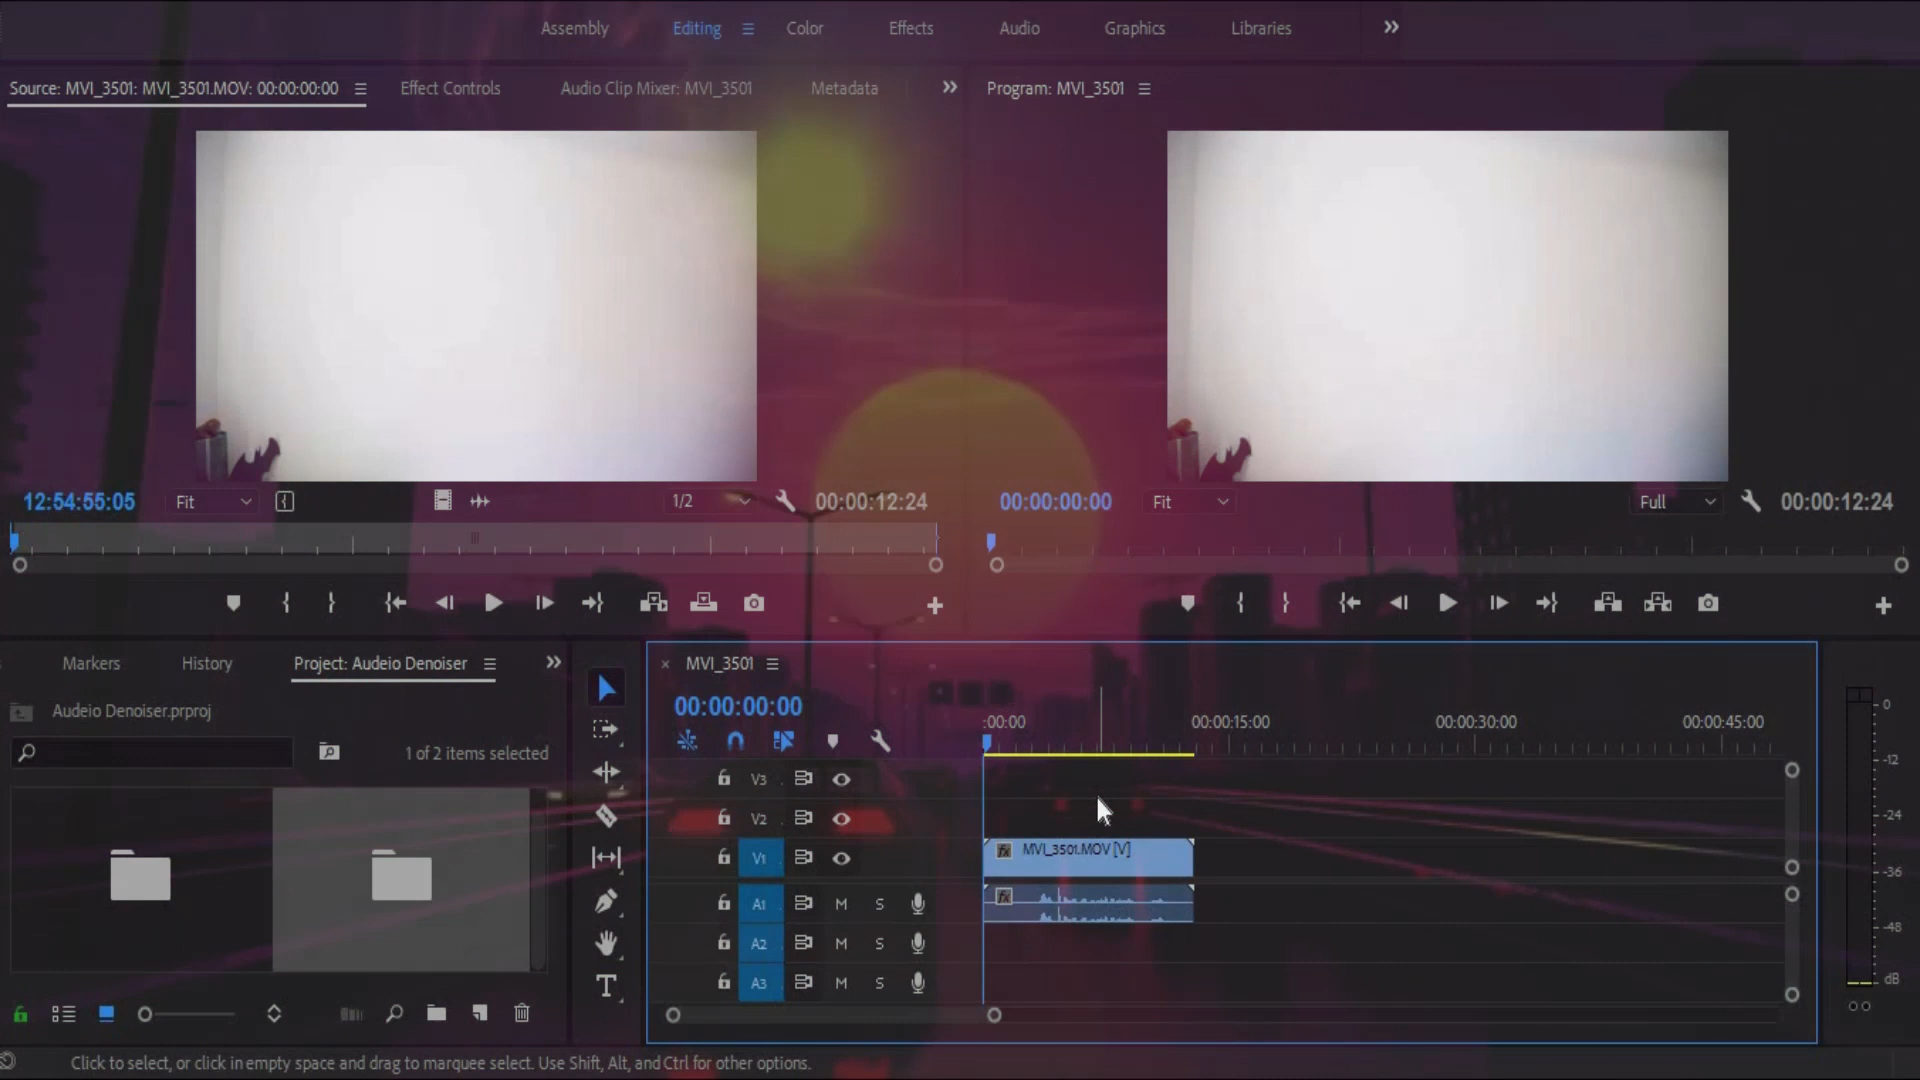 Assembly Editing Color Effects Audio Graphics Libraries
Source: MVI_3501: MVI_3501.MOV: 00:00:00:00 Effect Controls Audio Clip Mixer: MVI_3501 Metadata Program: MVI_3501
12:54:55:05 Fit 1/2 00:00:12:24 00:00:00:00 Fit Full 00:00:12:24
Markers History Project: Audeio Denoiser
Audeio Denoiser.prproj
1 of 2 items selected
MVI_3501
00:00:00:00
:00:00 00:00:15:00 00:00:30:00 00:00:45:00
V3
V2
V1 MVI_3501.MOV [V]
A1 M S
A2 M S
A3 M S
0
-12
-24
-36
-48
dB
fx
fx
T
Click to select, or click in empty space and drag to marquee select. Use Shift, Alt, and Ctrl for other options.